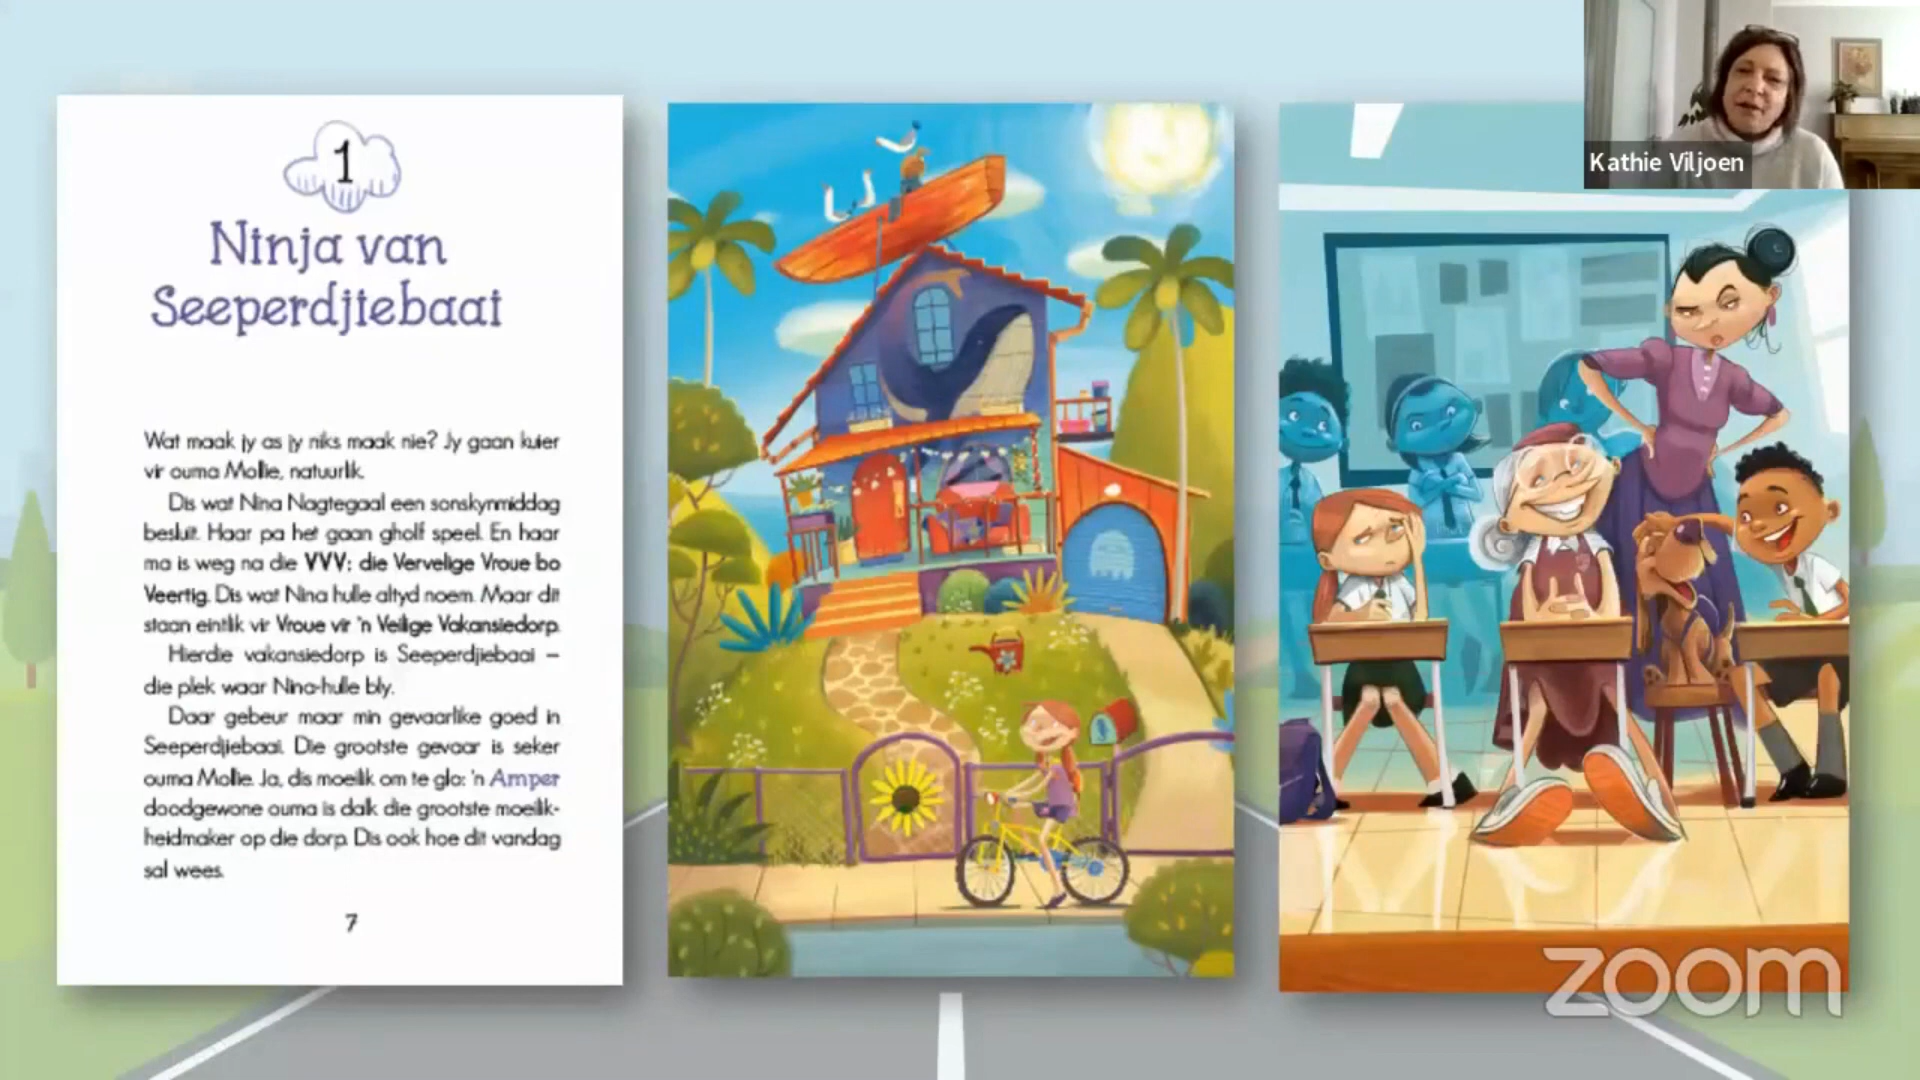 1
Ninja van
Seeperdjiebaai
Wat maak jy as jy niks maak nie? Jy gaan kuier
vir ouma Mollie, natuurlik.
Dis wat Nina Nagtegaal een sonskynmiddag
besluit. Haar pa het gaan gholf speel. En haar
ma is weg na die VVV: die Vervelige Vroue bo
Veertig. Dis wat Nina hulle altyd noem. Maar dit
staan eintlik vir Vroue vir 'n Veilige Vakansiedorp.
Hierdie vakansiedorp is Seeperdjiebaai –
die plek waar Nina-hulle bly.
Daar gebeur maar min gevaarlike goed in
Seeperdjiebaai. Die grootste gevaar is seker
ouma Mollie. Ja, dis moeilik om te glo: 'n Amper
doodgewone ouma is dalk die grootste moeilik-
heidmaker op die dorp. Dis ook hoe dit vandag
sal wees.
7
Kathie Viljoen
zoom